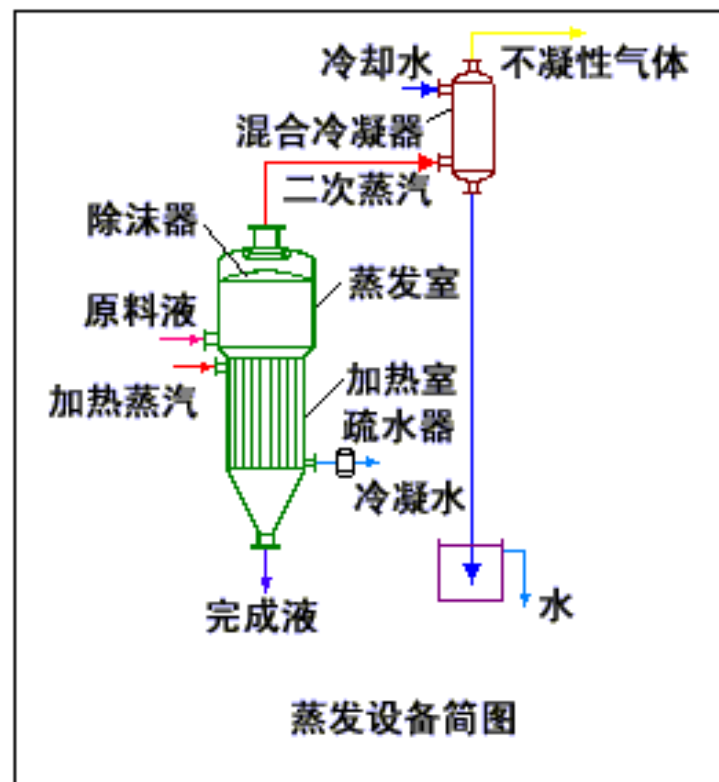 冷却水
不凝性气体
混合冷凝器
二次蒸汽
除沫器
蒸发室
原料液
加热室
加热蒸汽
疏水器
冷凝水
完成液
水
蒸发设备简图